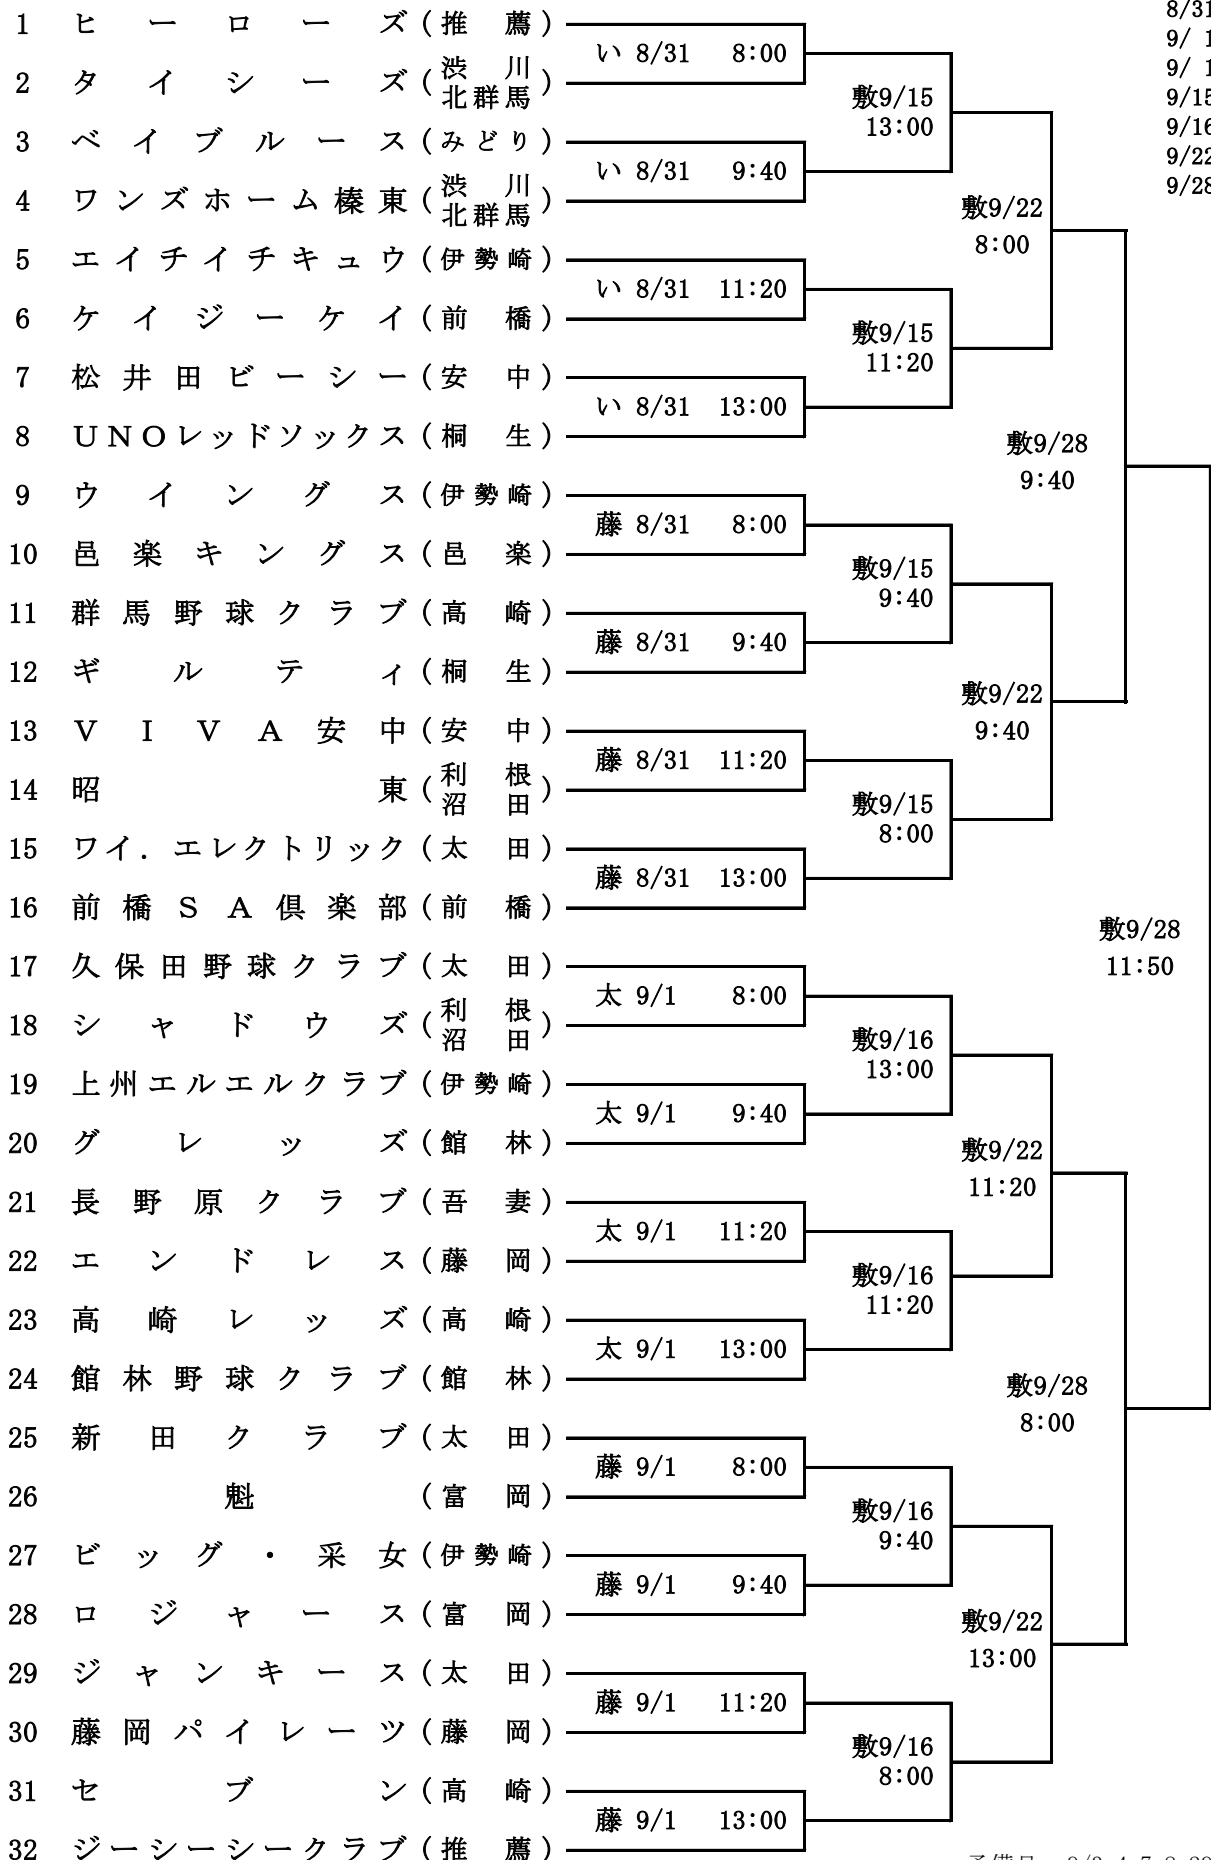 1 ヒーローズ（推薦）
い 8/31 8:00
2 タイシーズ（渋川北群馬）
敷9/15
13:00
3 ベイブルース（みどり）
い 8/31 9:40
4 ワンズホーム榛東（渋川北群馬）
敷9/22
8:00
5 エイチイチキュウ（伊勢崎）
い 8/31 11:20
6 ケイジーケイ（前橋）
敷9/15
11:20
7 松井田ビーシー（安中）
い 8/31 13:00
8 UNOレッドソックス（桐生）
敷9/28
9:40
9 ウイングス（伊勢崎）
藤 8/31 8:00
10 邑楽キングス（邑楽）
敷9/15
9:40
11 群馬野球クラブ（高崎）
藤 8/31 9:40
12 ギルティ（桐生）
敷9/22
9:40
13 VIVA安中（安中）
藤 8/31 11:20
14 昭東（利根沼田）
敷9/15
8:00
15 ワイ．エレクトリック（太田）
藤 8/31 13:00
16 前橋SA倶楽部（前橋）
敷9/28
11:50
17 久保田野球クラブ（太田）
太 9/1 8:00
18 シャドウズ（利根沼田）
敷9/16
13:00
19 上州エルエルクラブ（伊勢崎）
太 9/1 9:40
20 グレッズ（館林）
敷9/22
11:20
21 長野原クラブ（吾妻）
太 9/1 11:20
22 エンドレス（藤岡）
敷9/16
11:20
23 高崎レッズ（高崎）
太 9/1 13:00
24 館林野球クラブ（館林）
敷9/28
8:00
25 新田クラブ（太田）
藤 9/1 8:00
26 魁（富岡）
敷9/16
9:40
27 ビッグ・采女（伊勢崎）
藤 9/1 9:40
28 ロジャース（富岡）
敷9/22
13:00
29 ジャンキース（太田）
藤 9/1 11:20
30 藤岡パイレーツ（藤岡）
敷9/16
8:00
31 セブン（高崎）
藤 9/1 13:00
32 ジーシーシークラブ（推薦）
8/31
9/ 1
9/ 1
9/15
9/16
9/22
9/28